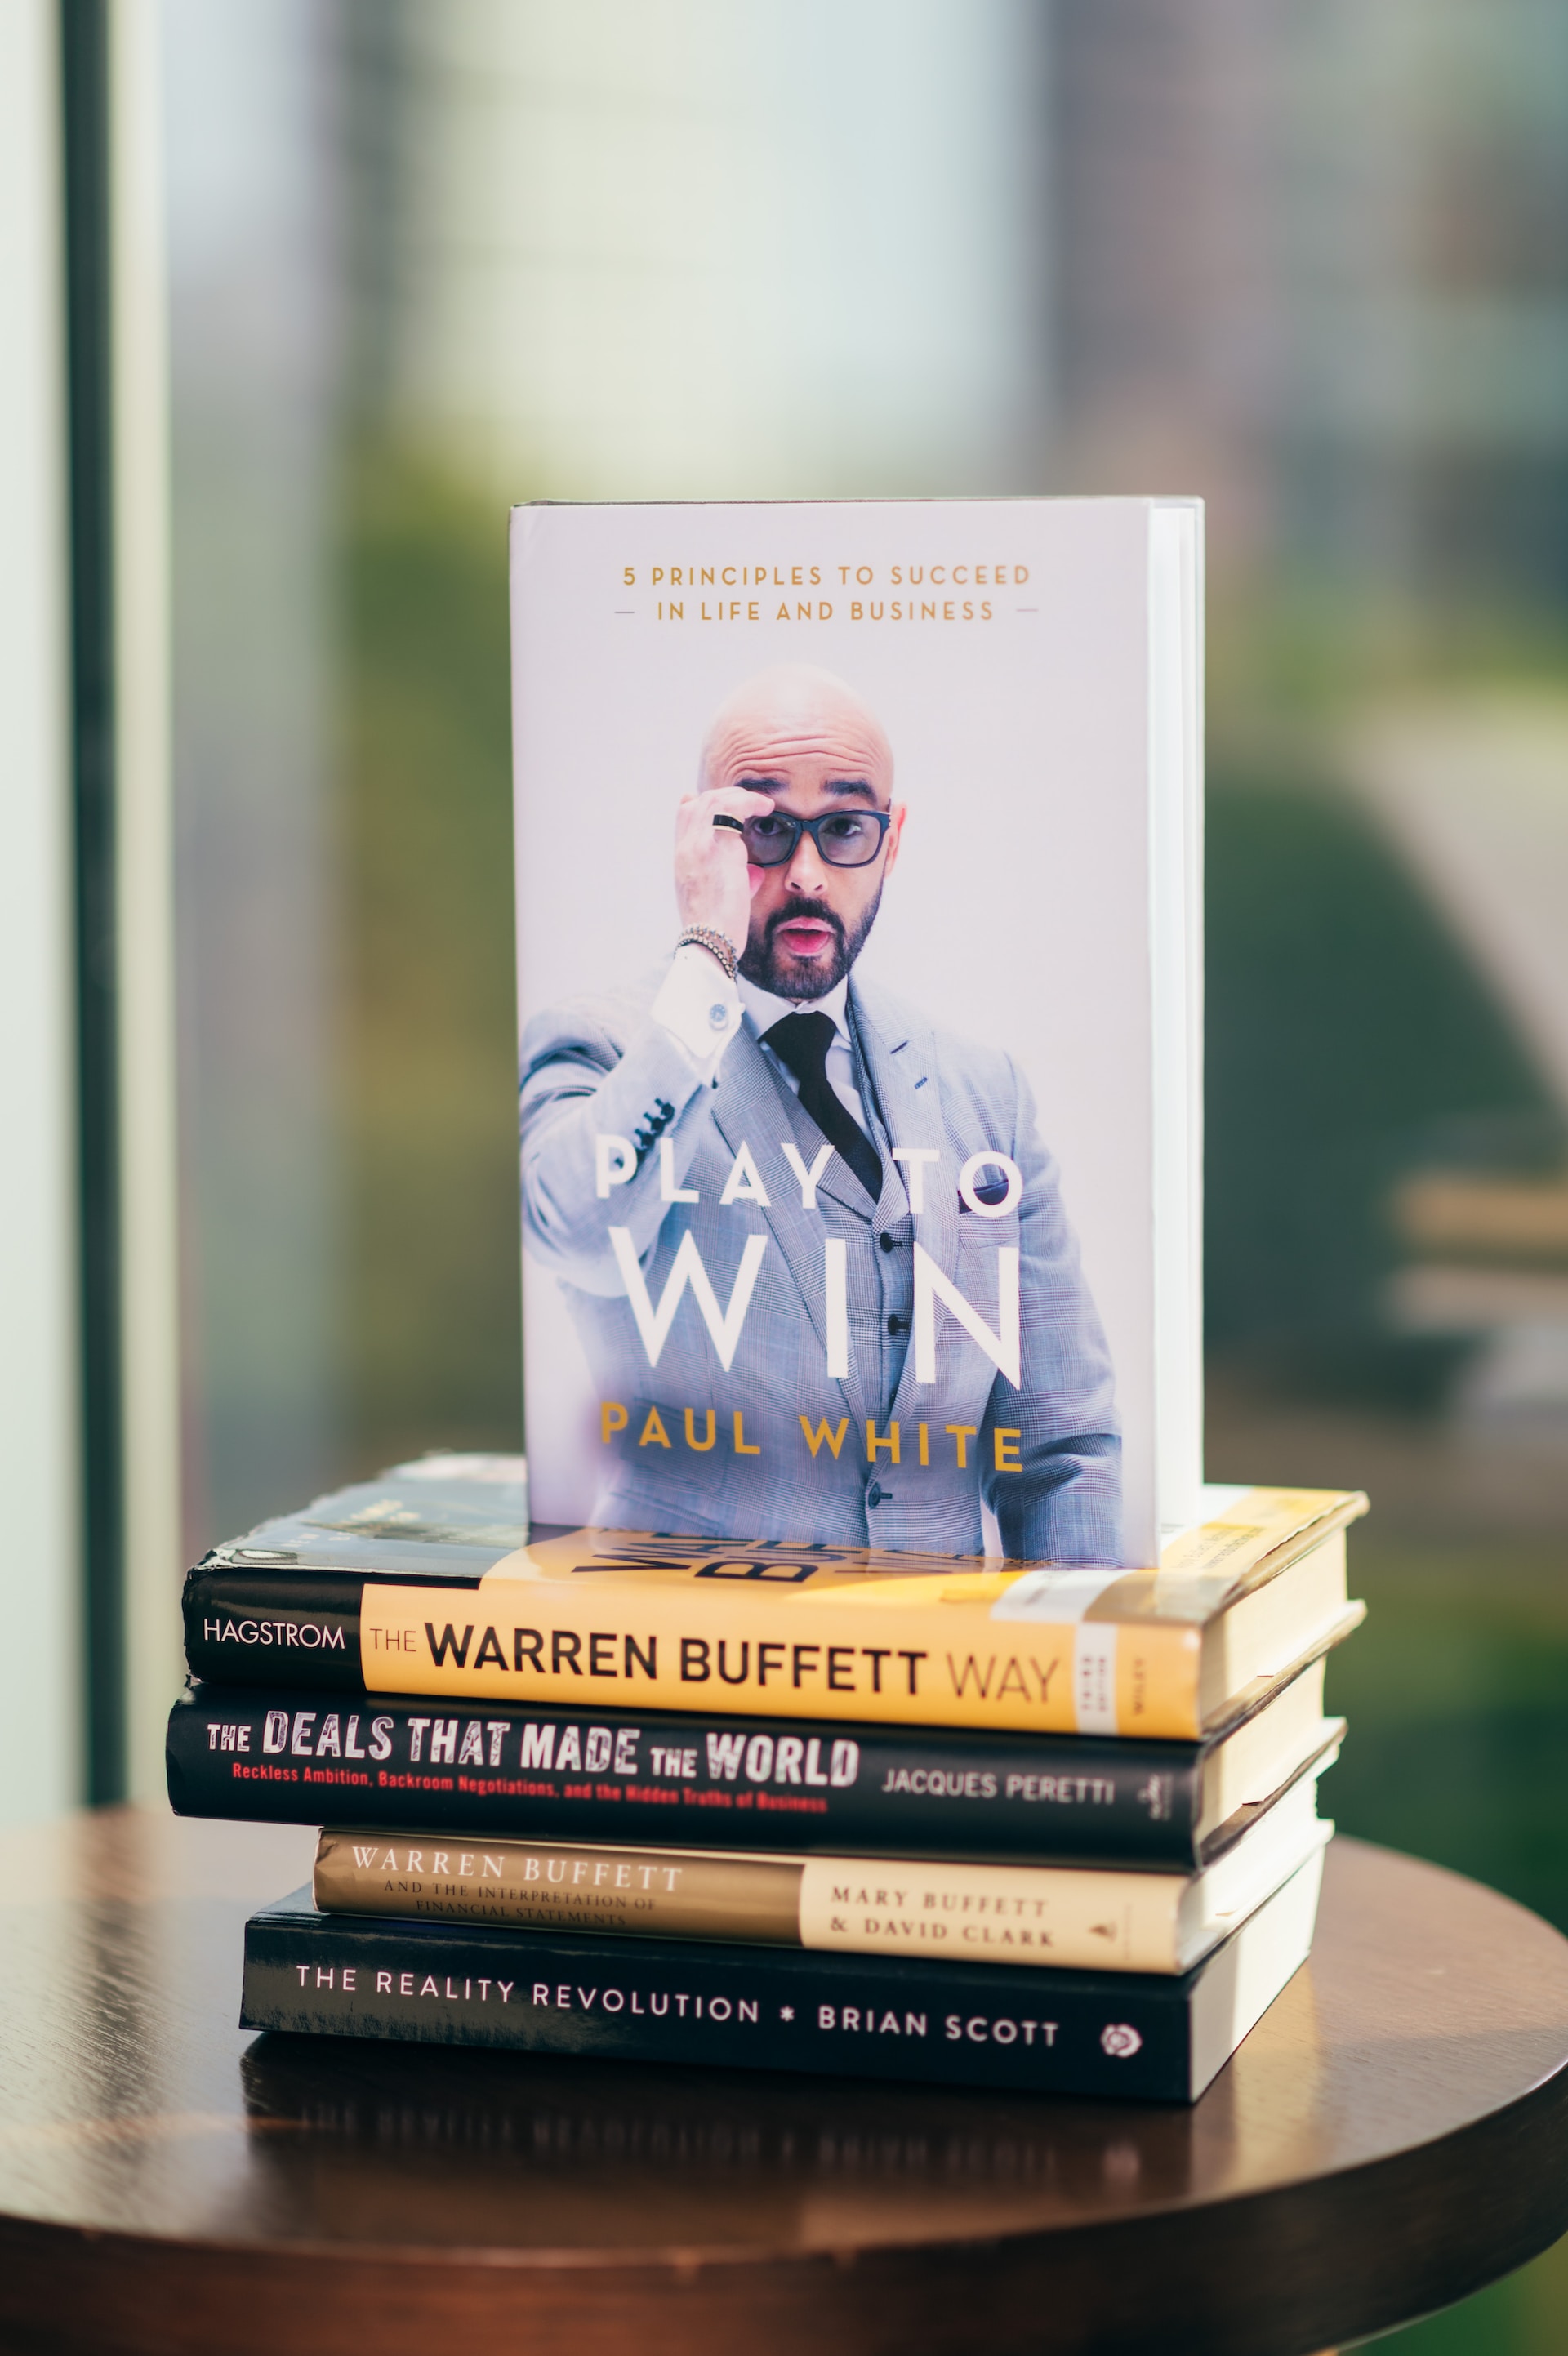 5 PRINCIPLES TO SUCCEED
IN LIFE AND BUSINESS
PLAY TO
WIN
PAUL WHITE
HAGSTROM THE WARREN BUFFETT WAY THIRD EDITION WILEY
THE DEALS THAT MADE THE WORLD JACQUES PERETTI
Reckless Ambition, Backroom Negotiations, and the Hidden Truths of Business
WARREN BUFFETT
AND THE INTERPRETATION OF
FINANCIAL STATEMENTS
MARY BUFFETT
& DAVID CLARK
THE REALITY REVOLUTION * BRIAN SCOTT